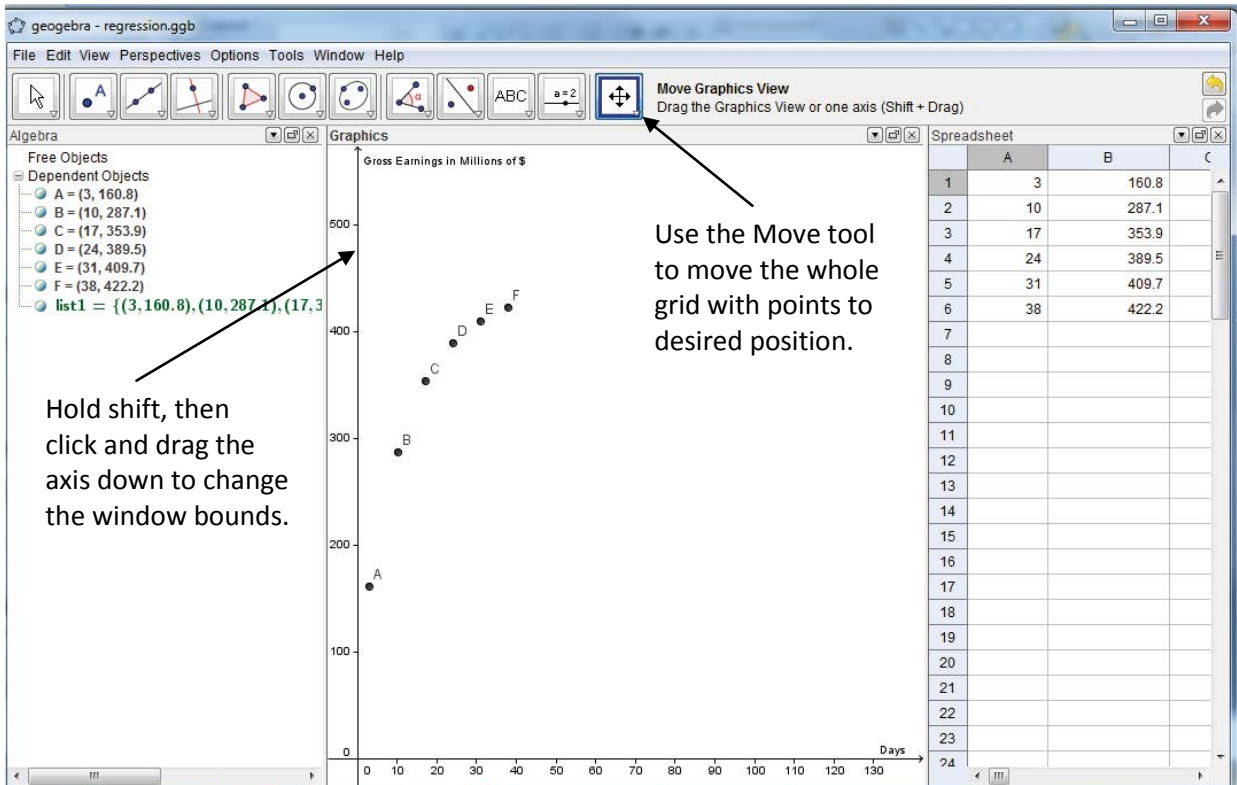 geogebra - regression.ggb
File Edit View Perspectives Options Tools Window Help
A
α
ABC
a=2
Move Graphics View
Drag the Graphics View or one axis (Shift + Drag)
Algebra
Free Objects
Dependent Objects
A = (3, 160.8)
B = (10, 287.1)
C = (17, 353.9)
D = (24, 389.5)
E = (31, 409.7)
F = (38, 422.2)
list1 = {(3,160.8),(10,287.1),(17,3
Hold shift, then
click and drag the
axis down to change
the window bounds.
Graphics
Gross Earnings in Millions of $
500
400
300
200
100
0
A
B
C
D
E
F
0 10 20 30 40 50 60 70 80 90 100 110 120 130
Days
Use the Move tool
to move the whole
grid with points to
desired position.
Spreadsheet
A B C
1 3 160.8
2 10 287.1
3 17 353.9
4 24 389.5
5 31 409.7
6 38 422.2
7
8
9
10
11
12
13
14
15
16
17
18
19
20
21
22
23
24